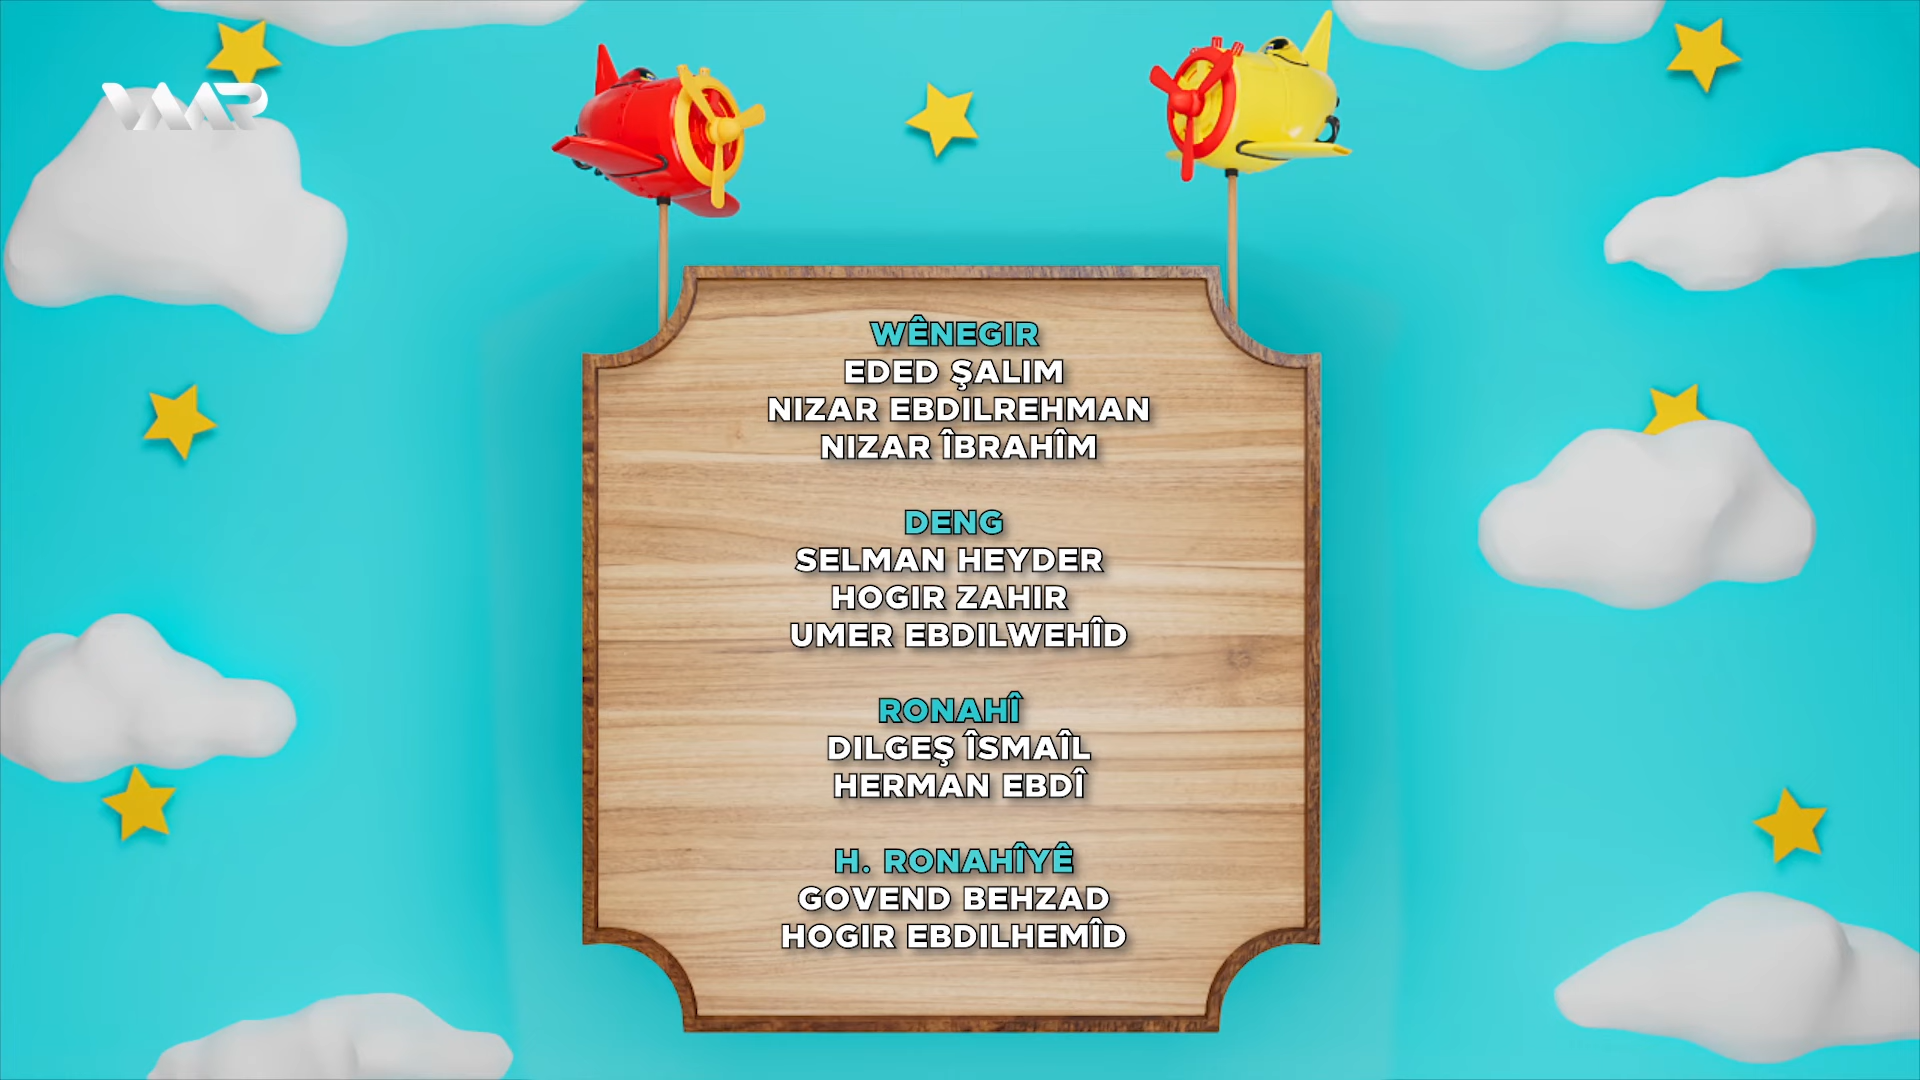 WAAR
WÊNEGIR
EDED ŞALIM
NIZAR EBDILREHMAN
NIZAR ÎBRAHÎM
DENG
SELMAN HEYDER
HOGIR ZAHIR
UMER EBDILWEHÎD
RONAHÎ
DILGEŞ ÎSMAÎL
HERMAN EBDÎ
H. RONAHÎYÊ
GOVEND BEHZAD
HOGIR EBDILHEMÎD